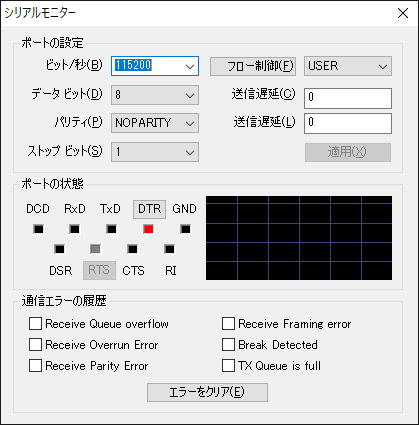 シリアルモニター
ポートの設定
ビット/秒(B) 115200 フロー制御(F) USER
データ ビット(D) 8 送信遅延(C) 0
パリティ(P) NOPARITY 送信遅延(L) 0
ストップ ビット(S) 1 適用(X)
ポートの状態
DCD RxD TxD DTR GND
DSR RTS CTS RI
通信エラーの履歴
Receive Queue overflow Receive Framing error
Receive Overrun Error Break Detected
Receive Parity Error TX Queue is full
エラーをクリア(E)